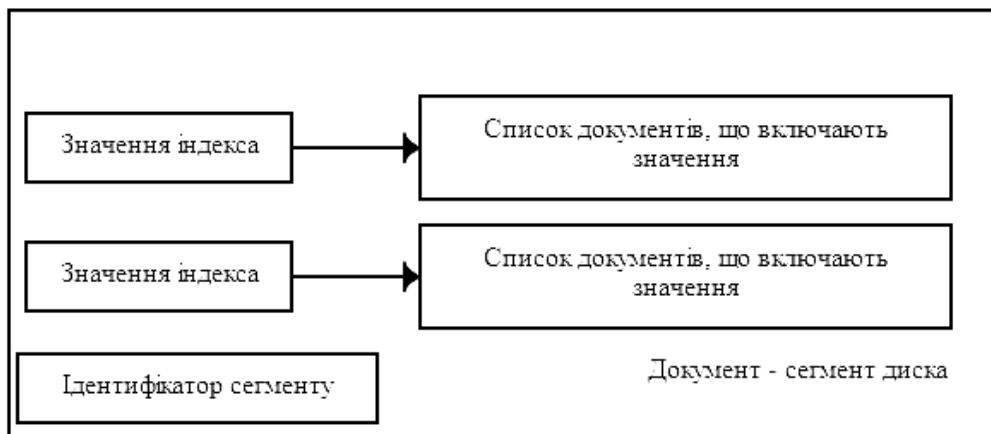 Значення індекса
Список документів, що включають
значення
Значення індекса
Список документів, що включають
значення
Ідентифікатор сегменту
Документ - сегмент диска